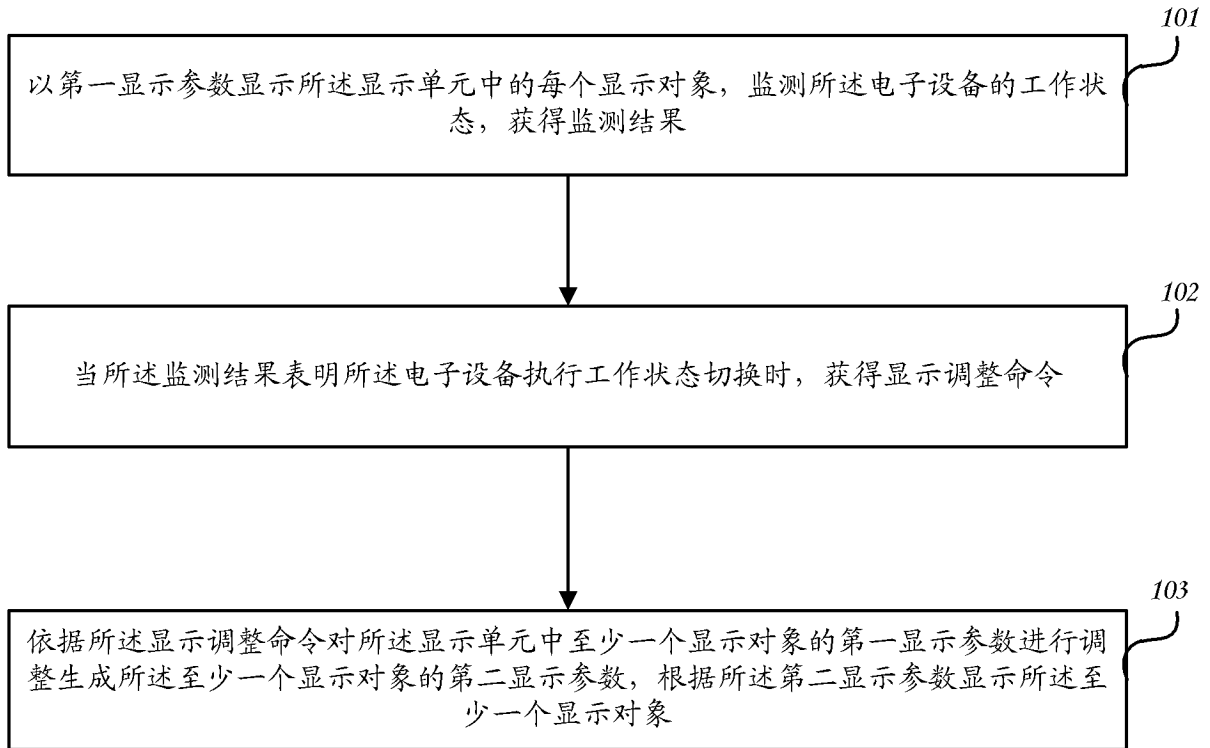 101
以第一显示参数显示所述显示单元中的每个显示对象，监测所述电子设备的工作状
态，获得监测结果
102
当所述监测结果表明所述电子设备执行工作状态切换时，获得显示调整命令
103
依据所述显示调整命令对所述显示单元中至少一个显示对象的第一显示参数进行调
整生成所述至少一个显示对象的第二显示参数，根据所述第二显示参数显示所述至
少一个显示对象